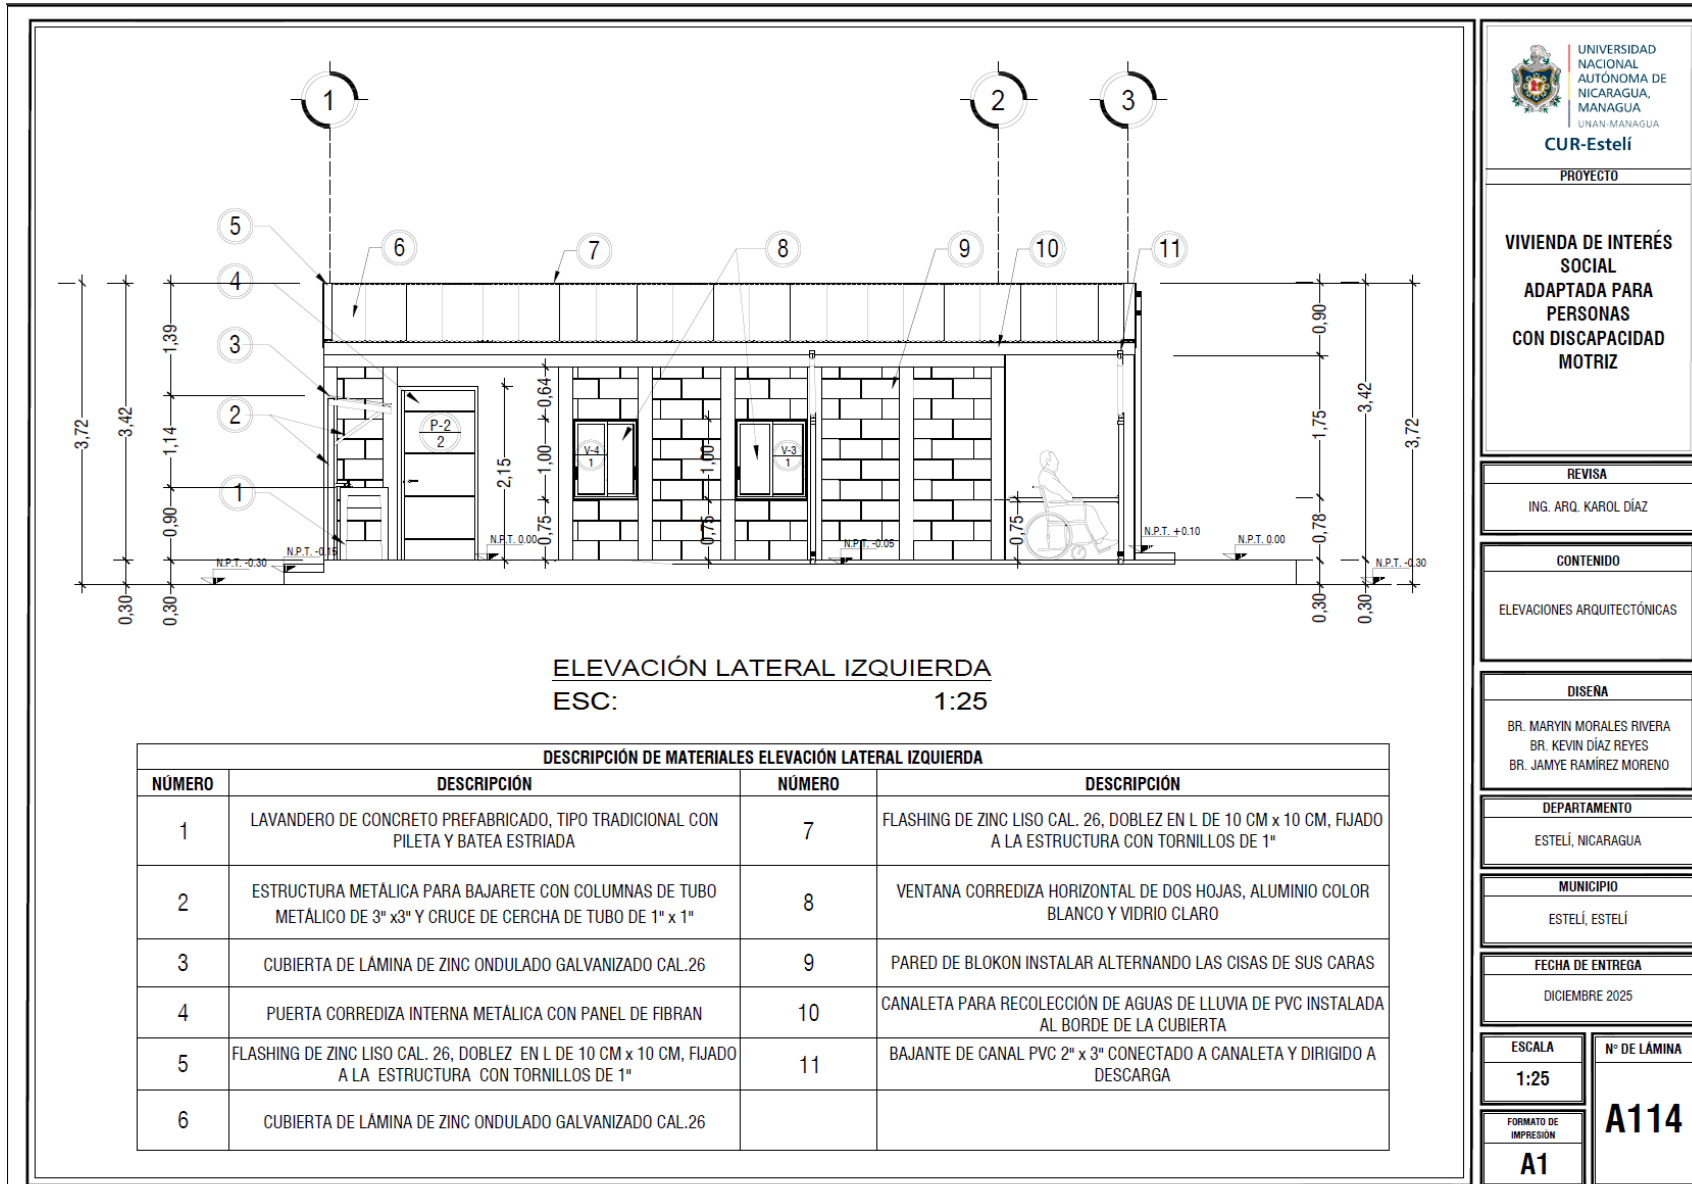 1
2
3
5
6
7
8
9
10
11
4
3
2
1
3,72
3,42
1,39
1,14
0,90
0,30
0,30
P-2
2
2,15
0,64
1,00
0,75
V-4
1
1,00
0,75
V-3
1
0,75
0,90
1,75
0,78
0,30
3,42
0,30
3,72
N.P.T. -0.30
N.P.T. -0.15
N.P.T. 0.00
N.P.T. -0.05
N.P.T. +0.10
N.P.T. 0.00
N.P.T. -0.30
ELEVACIÓN LATERAL IZQUIERDA
ESC: 1:25
DESCRIPCIÓN DE MATERIALES ELEVACIÓN LATERAL IZQUIERDA
NÚMERO DESCRIPCIÓN NÚMERO DESCRIPCIÓN
1 LAVANDERO DE CONCRETO PREFABRICADO, TIPO TRADICIONAL CON
PILETA Y BATEA ESTRIADA
7 FLASHING DE ZINC LISO CAL. 26, DOBLEZ EN L DE 10 CM x 10 CM, FIJADO
A LA ESTRUCTURA CON TORNILLOS DE 1"
2 ESTRUCTURA METÁLICA PARA BAJARETE CON COLUMNAS DE TUBO
METÁLICO DE 3" x3" Y CRUCE DE CERCHA DE TUBO DE 1" x 1"
8 VENTANA CORREDIZA HORIZONTAL DE DOS HOJAS, ALUMINIO COLOR
BLANCO Y VIDRIO CLARO
3 CUBIERTA DE LÁMINA DE ZINC ONDULADO GALVANIZADO CAL.26
9 PARED DE BLOKON INSTALAR ALTERNANDO LAS CISAS DE SUS CARAS
4 PUERTA CORREDIZA INTERNA METÁLICA CON PANEL DE FIBRAN
10 CANALETA PARA RECOLECCIÓN DE AGUAS DE LLUVIA DE PVC INSTALADA
AL BORDE DE LA CUBIERTA
5 FLASHING DE ZINC LISO CAL. 26, DOBLEZ EN L DE 10 CM x 10 CM, FIJADO
A LA ESTRUCTURA CON TORNILLOS DE 1"
11 BAJANTE DE CANAL PVC 2" x 3" CONECTADO A CANALETA Y DIRIGIDO A
DESCARGA
6 CUBIERTA DE LÁMINA DE ZINC ONDULADO GALVANIZADO CAL.26
UNIVERSIDAD
NACIONAL
AUTÓNOMA DE
NICARAGUA,
MANAGUA
UNAN-MANAGUA
CUR-Estelí
PROYECTO
VIVIENDA DE INTERÉS
SOCIAL
ADAPTADA PARA
PERSONAS
CON DISCAPACIDAD
MOTRIZ
REVISA
ING. ARQ. KAROL DÍAZ
CONTENIDO
ELEVACIONES ARQUITECTÓNICAS
DISEÑA
BR. MARYIN MORALES RIVERA
BR. KEVIN DÍAZ REYES
BR. JAMYE RAMÍREZ MORENO
DEPARTAMENTO
ESTELÍ, NICARAGUA
MUNICIPIO
ESTELÍ, ESTELÍ
FECHA DE ENTREGA
DICIEMBRE 2025
ESCALA
1:25
N° DE LÁMINA
A114
FORMATO DE
IMPRESIÓN
A1